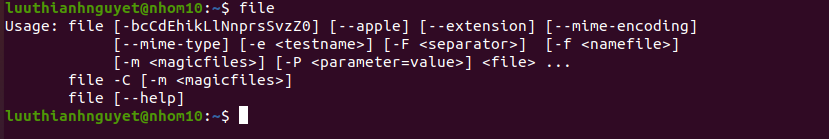 luuthianhnguyet@nhom10:~$ file
Usage: file [-bcCdEhikLlNnprsSvzZ0] [--apple] [--extension] [--mime-encoding]
            [--mime-type] [-e <testname>] [-F <separator>]  [-f <namefile>]
            [-m <magicfiles>] [-P <parameter=value>] <file> ...
       file -C [-m <magicfiles>]
       file [--help]
luuthianhnguyet@nhom10:~$